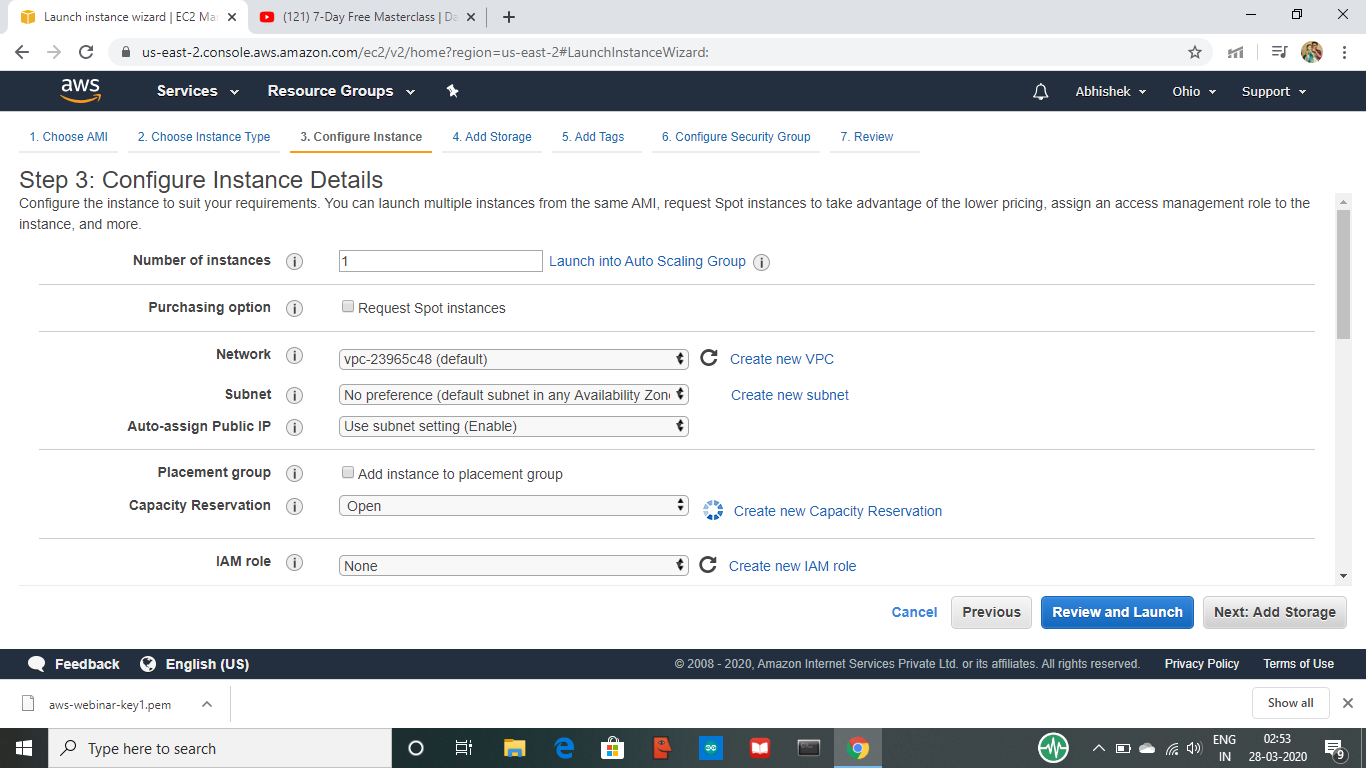 Launch instance wizard | EC2 Ma
(121) 7-Day Free Masterclass | Da
us-east-2.console.aws.amazon.com/ec2/v2/home?region=us-east-2#LaunchInstanceWizard:
aws Services Resource Groups Abhishek Ohio Support
1. Choose AMI 2. Choose Instance Type 3. Configure Instance 4. Add Storage 5. Add Tags 6. Configure Security Group 7. Review
Step 3: Configure Instance Details
Configure the instance to suit your requirements. You can launch multiple instances from the same AMI, request Spot instances to take advantage of the lower pricing, assign an access management role to the
instance, and more.
Number of instances i 1 Launch into Auto Scaling Group i
Purchasing option i Request Spot instances
Network i vpc-23965c48 (default) Create new VPC
Subnet i No preference (default subnet in any Availability Zon Create new subnet
Auto-assign Public IP i Use subnet setting (Enable)
Placement group i Add instance to placement group
Capacity Reservation i Open Create new Capacity Reservation
IAM role i None Create new IAM role
Cancel Previous Review and Launch Next: Add Storage
Feedback English (US) © 2008 - 2020, Amazon Internet Services Private Ltd. or its affiliates. All rights reserved. Privacy Policy Terms of Use
aws-webinar-key1.pem Show all
Type here to search
ENG
IN
02:53
28-03-2020
9